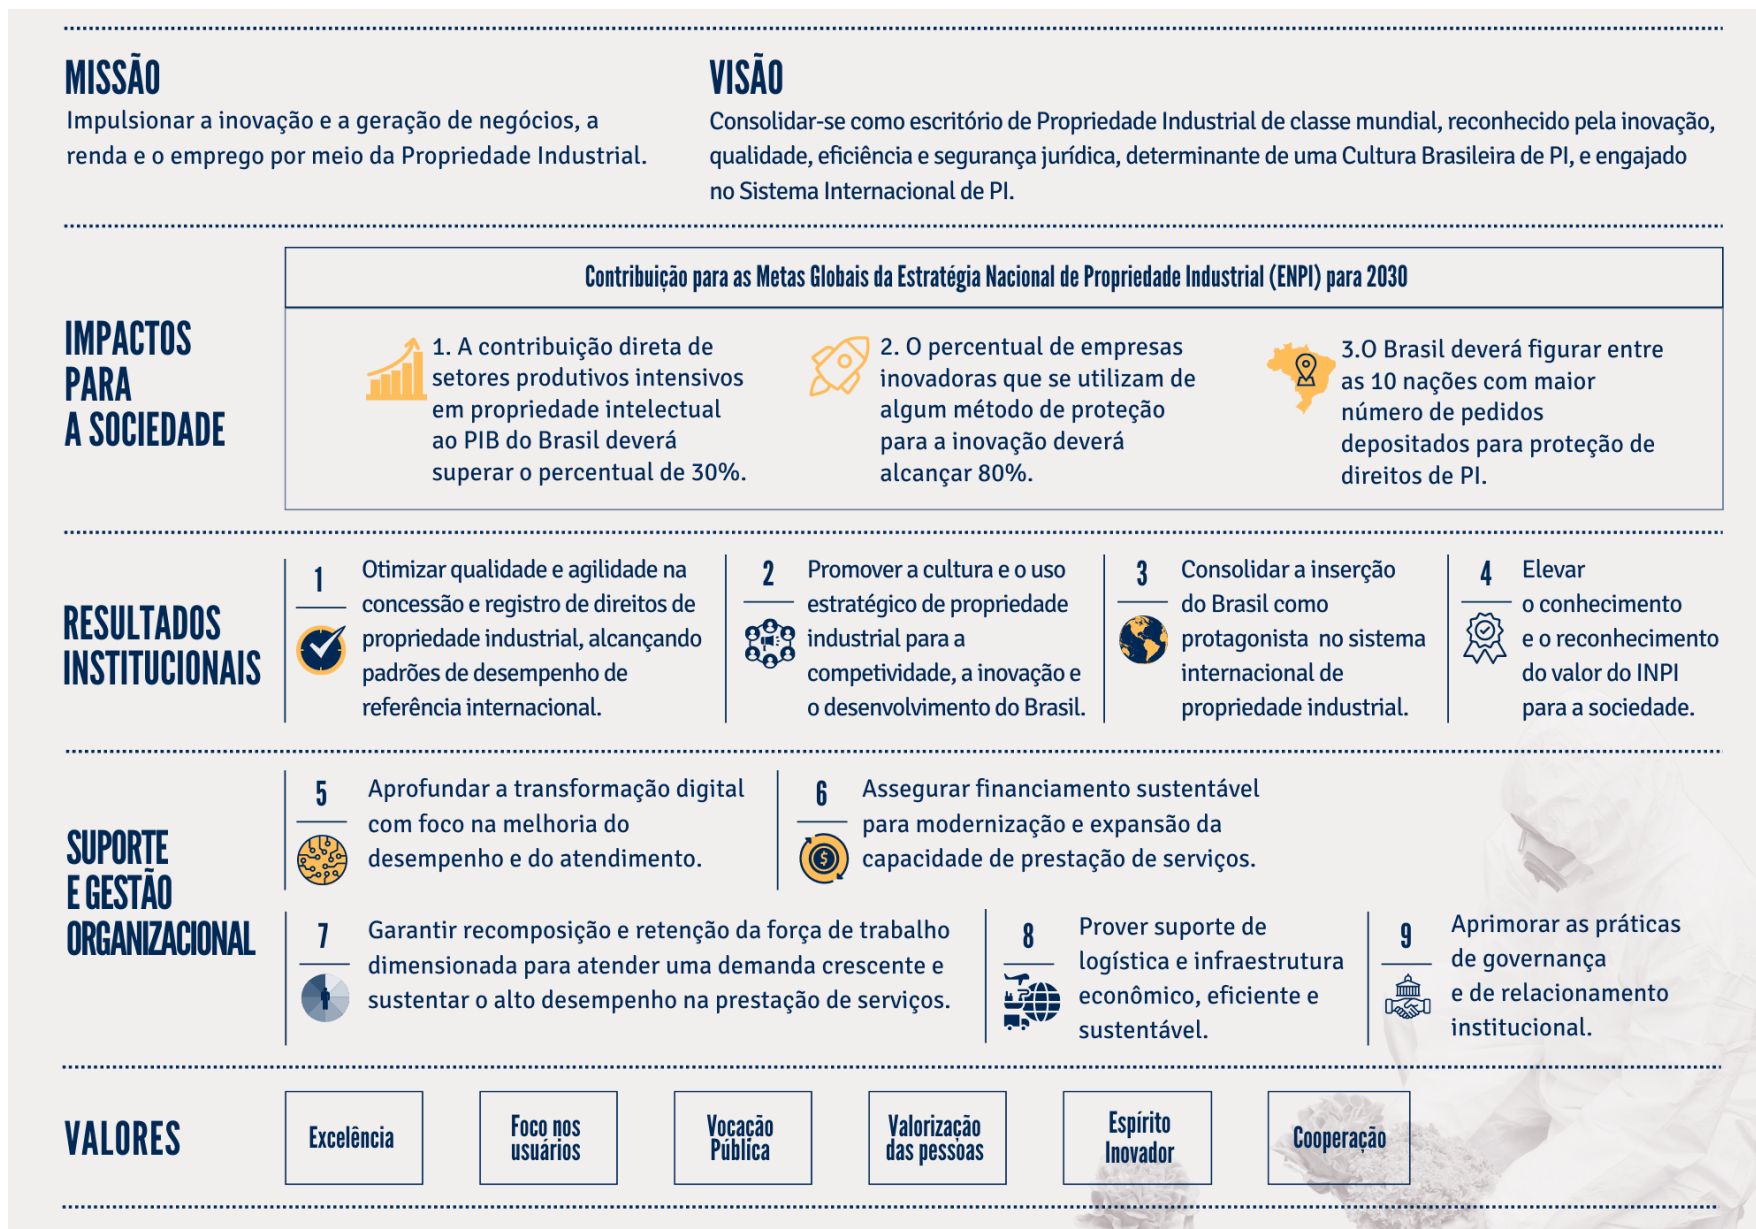 MISSÃO
Impulsionar a inovação e a geração de negócios, a
renda e o emprego por meio da Propriedade Industrial.
VISÃO
Consolidar-se como escritório de Propriedade Industrial de classe mundial, reconhecido pela inovação,
qualidade, eficiência e segurança jurídica, determinante de uma Cultura Brasileira de PI, e engajado
no Sistema Internacional de PI.
IMPACTOS
PARA
A SOCIEDADE
Contribuição para as Metas Globais da Estratégia Nacional de Propriedade Industrial (ENPI) para 2030
1. A contribuição direta de
setores produtivos intensivos
em propriedade intelectual
ao PIB do Brasil deverá
superar o percentual de 30%.
2. O percentual de empresas
inovadoras que se utilizam de
algum método de proteção
para a inovação deverá
alcançar 80%.
3.O Brasil deverá figurar entre
as 10 nações com maior
número de pedidos
depositados para proteção de
direitos de PI.
RESULTADOS
INSTITUCIONAIS
1
Otimizar qualidade e agilidade na
concessão e registro de direitos de
propriedade industrial, alcançando
padrões de desempenho de
referência internacional.
2
Promover a cultura e o uso
estratégico de propriedade
industrial para a
competividade, a inovação e
o desenvolvimento do Brasil.
3
Consolidar a inserção
do Brasil como
protagonista no sistema
internacional de
propriedade industrial.
4
Elevar
o conhecimento
e o reconhecimento
do valor do INPI
para a sociedade.
SUPORTE
E GESTÃO
ORGANIZACIONAL
5
Aprofundar a transformação digital
com foco na melhoria do
desempenho e do atendimento.
6
Assegurar financiamento sustentável
para modernização e expansão da
capacidade de prestação de serviços.
$
7
Garantir recomposição e retenção da força de trabalho
dimensionada para atender uma demanda crescente e
sustentar o alto desempenho na prestação de serviços.
8
Prover suporte de
logística e infraestrutura
econômico, eficiente e
sustentável.
9
Aprimorar as práticas
de governança
e de relacionamento
institucional.
VALORES
Excelência
Foco nos
usuários
Vocação
Pública
Valorização
das pessoas
Espírito
Inovador
Cooperação